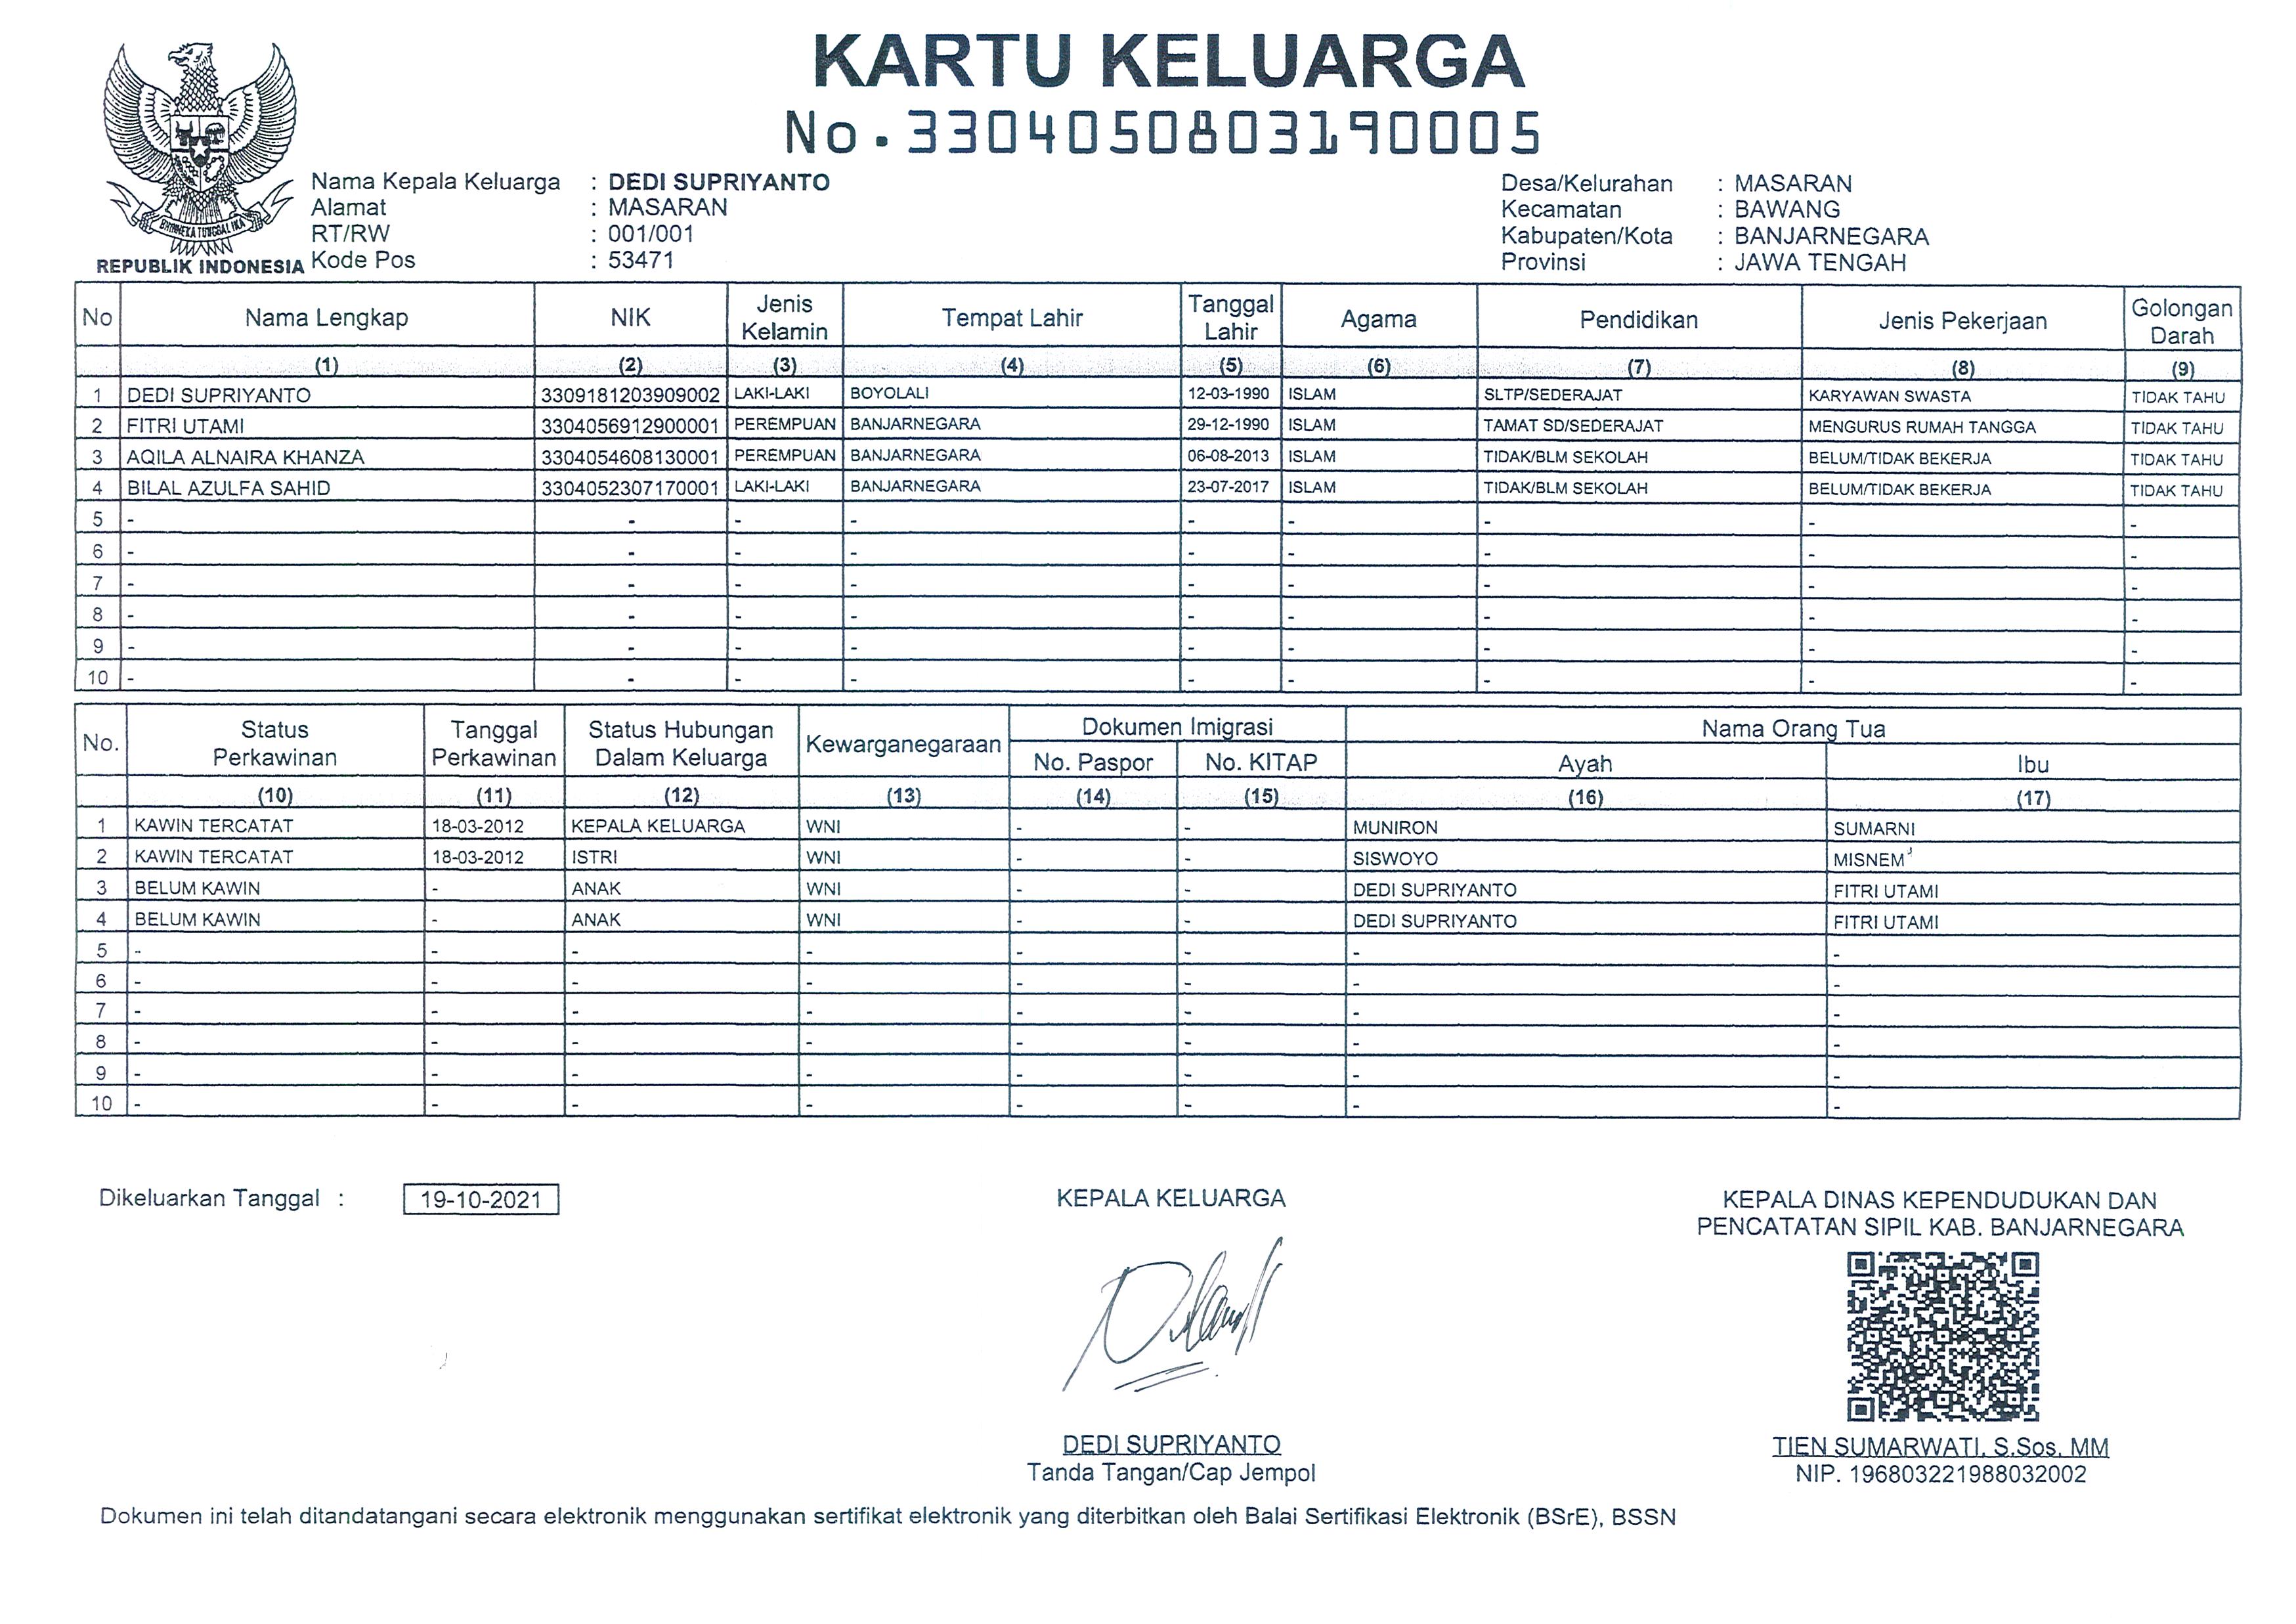 KARTU KELUARGA
No. 3304050803190005
BHINNEKA TUNGGAL IKA
REPUBLIK INDONESIA
Nama Kepala Keluarga : DEDI SUPRIYANTO
Alamat : MASARAN
RT/RW : 001/001
Kode Pos : 53471
Desa/Kelurahan : MASARAN
Kecamatan : BAWANG
Kabupaten/Kota : BANJARNEGARA
Provinsi : JAWA TENGAH
No Nama Lengkap NIK Jenis Kelamin Tempat Lahir Tanggal Lahir Agama Pendidikan Jenis Pekerjaan Golongan Darah
(1) (2) (3) (4) (5) (6) (7) (8) (9)
1 DEDI SUPRIYANTO 3309181203909002 LAKI-LAKI BOYOLALI 12-03-1990 ISLAM SLTP/SEDERAJAT KARYAWAN SWASTA TIDAK TAHU
2 FITRI UTAMI 3304056912900001 PEREMPUAN BANJARNEGARA 29-12-1990 ISLAM TAMAT SD/SEDERAJAT MENGURUS RUMAH TANGGA TIDAK TAHU
3 AQILA ALNAIRA KHANZA 3304054608130001 PEREMPUAN BANJARNEGARA 06-08-2013 ISLAM TIDAK/BLM SEKOLAH BELUM/TIDAK BEKERJA TIDAK TAHU
4 BILAL AZULFA SAHID 3304052307170001 LAKI-LAKI BANJARNEGARA 23-07-2017 ISLAM TIDAK/BLM SEKOLAH BELUM/TIDAK BEKERJA TIDAK TAHU
5 - - - - - - - - -
6 - - - - - - - - -
7 - - - - - - - - -
8 - - - - - - - - -
9 - - - - - - - - -
10 - - - - - - - - -
No. Status Perkawinan Tanggal Perkawinan Status Hubungan Dalam Keluarga Kewarganegaraan Dokumen Imigrasi Nama Orang Tua
No. Paspor No. KITAP Ayah Ibu
(10) (11) (12) (13) (14) (15) (16) (17)
1 KAWIN TERCATAT 18-03-2012 KEPALA KELUARGA WNI - - MUNIRON SUMARNI
2 KAWIN TERCATAT 18-03-2012 ISTRI WNI - - SISWOYO MISNEM
3 BELUM KAWIN - ANAK WNI - - DEDI SUPRIYANTO FITRI UTAMI
4 BELUM KAWIN - ANAK WNI - - DEDI SUPRIYANTO FITRI UTAMI
5 - - - - - - - -
6 - - - - - - - -
7 - - - - - - - -
8 - - - - - - - -
9 - - - - - - - -
10 - - - - - - - -
Dikeluarkan Tanggal : 19-10-2021
KEPALA KELUARGA
DEDI SUPRIYANTO
Tanda Tangan/Cap Jempol
KEPALA DINAS KEPENDUDUKAN DAN
PENCATATAN SIPIL KAB. BANJARNEGARA
TIEN SUMARWATI, S.Sos, MM
NIP. 196803221988032002
Dokumen ini telah ditandatangani secara elektronik menggunakan sertifikat elektronik yang diterbitkan oleh Balai Sertifikasi Elektronik (BSrE), BSSN